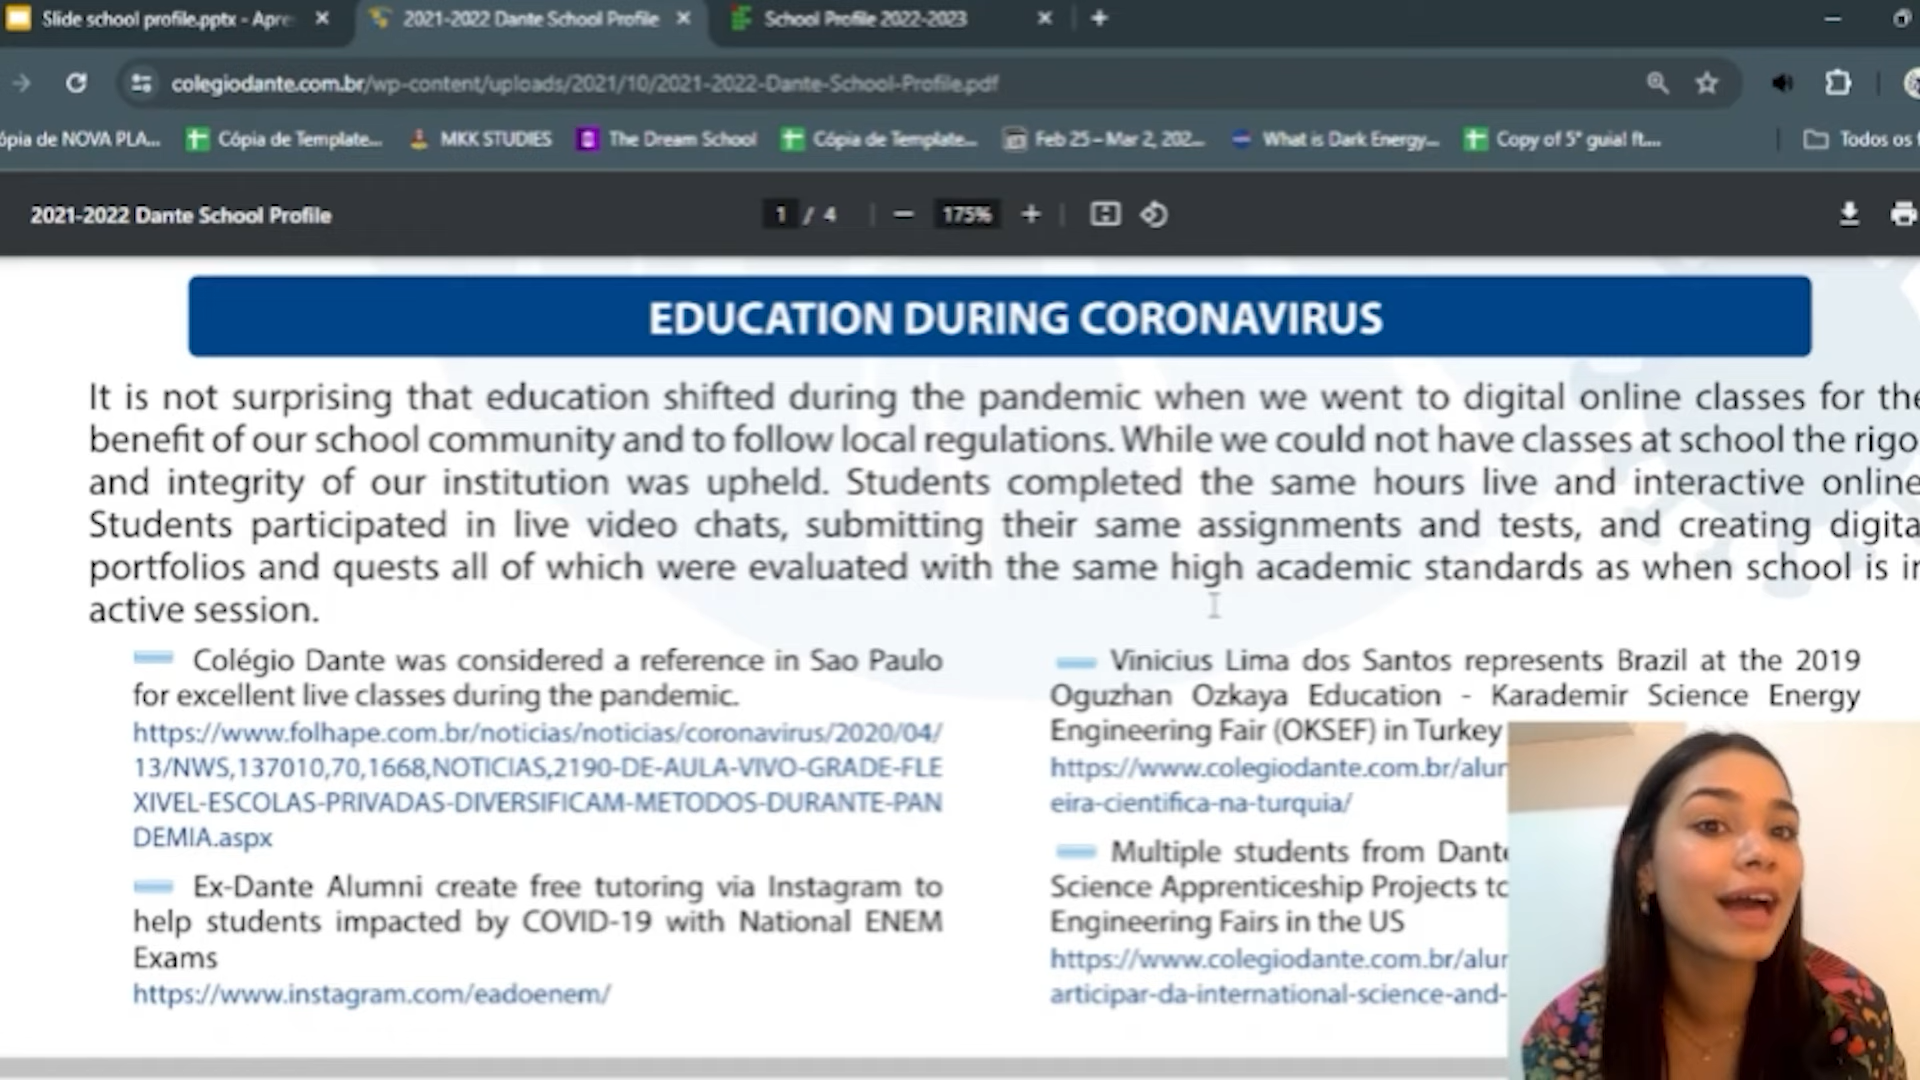 Slide school profile.pptx - Apre
2021-2022 Dante School Profile
School Profile 2022-2023
colegiodante.com.br/wp-content/uploads/2021/10/2021-2022-Dante-School-Profile.pdf
ópia de NOVA PLA...
Cópia de Template...
MKK STUDIES
The Dream School
Cópia de Template...
Feb 25 – Mar 2, 202...
What is Dark Energy...
Copy of 5° guial ft....
Todos os f
2021-2022 Dante School Profile
1 / 4
175%
EDUCATION DURING CORONAVIRUS
It is not surprising that education shifted during the pandemic when we went to digital online classes for the
benefit of our school community and to follow local regulations. While we could not have classes at school the rigo
and integrity of our institution was upheld. Students completed the same hours live and interactive online
Students participated in live video chats, submitting their same assignments and tests, and creating digita
portfolios and quests all of which were evaluated with the same high academic standards as when school is in
active session.
Colégio Dante was considered a reference in Sao Paulo
for excellent live classes during the pandemic.
https://www.folhape.com.br/noticias/noticias/coronavirus/2020/04/
13/NWS,137010,70,1668,NOTICIAS,2190-DE-AULA-VIVO-GRADE-FLE
XIVEL-ESCOLAS-PRIVADAS-DIVERSIFICAM-METODOS-DURANTE-PAN
DEMIA.aspx
Ex-Dante Alumni create free tutoring via Instagram to
help students impacted by COVID-19 with National ENEM
Exams
https://www.instagram.com/eadoenem/
Vinicius Lima dos Santos represents Brazil at the 2019
Oguzhan Ozkaya Education - Karademir Science Energy
Engineering Fair (OKSEF) in Turkey
https://www.colegiodante.com.br/alur
eira-cientifica-na-turquia/
Multiple students from Dante
Science Apprenticeship Projects to
Engineering Fairs in the US
https://www.colegiodante.com.br/alur
articipar-da-international-science-and-